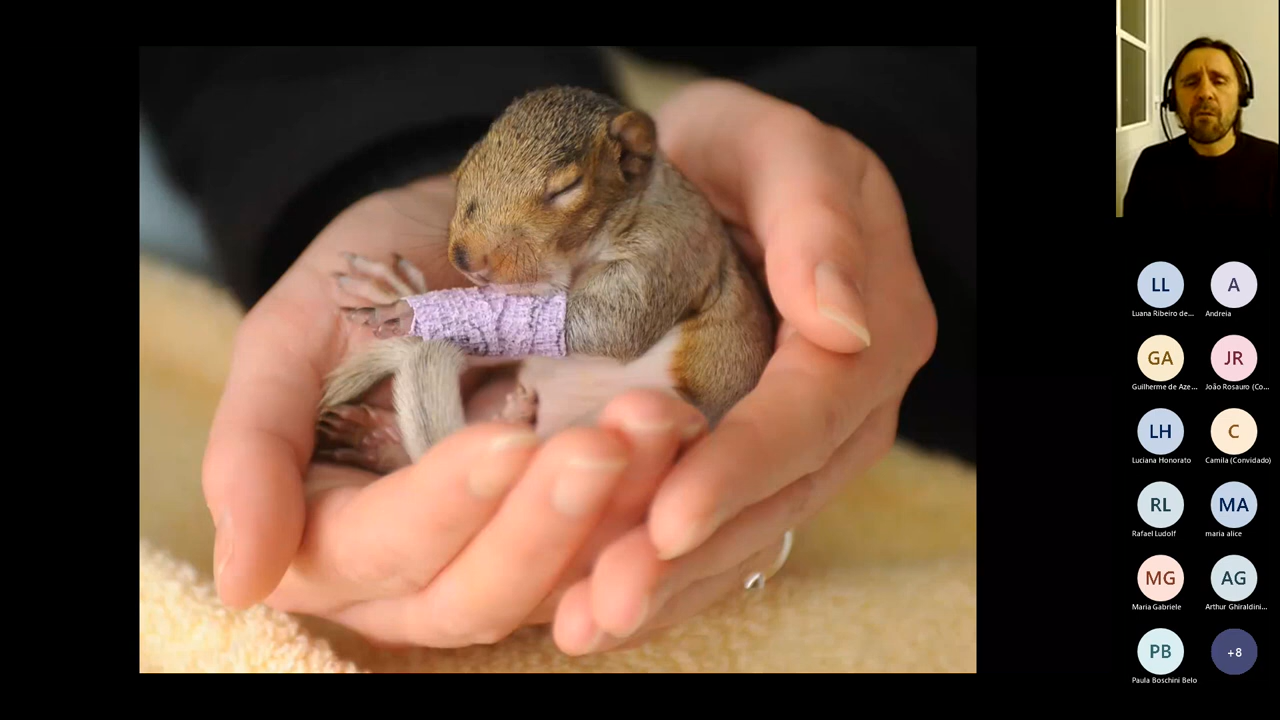 LL
A
Luana Ribeiro de...
Andreia
GA
JR
Guilherme de Aze...
João Rosauro (Co...
LH
C
Luciana Honorato
Camila (Convidado)
RL
MA
Rafael Ludolf
maria alice
MG
AG
Maria Gabriele
Arthur Ghiraldini...
PB
+8
Paula Boschini Belo